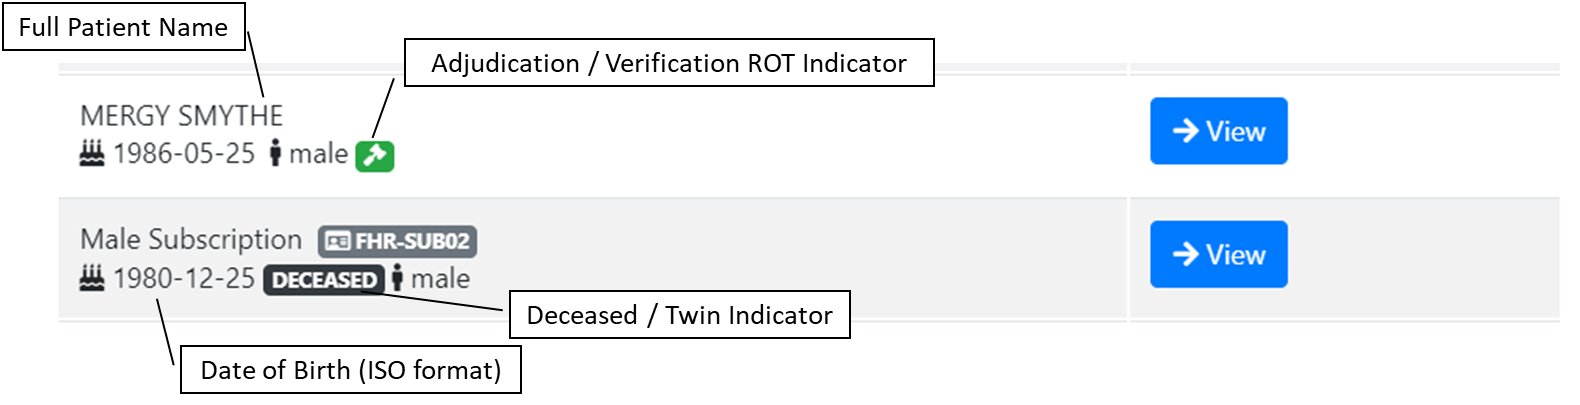 Full Patient Name
Adjudication / Verification ROT Indicator
MERGY SMYTHE
1986-05-25 male
View
Male Subscription FHR-SUB02
1980-12-25 DECEASED male
View
Deceased / Twin Indicator
Date of Birth (ISO format)